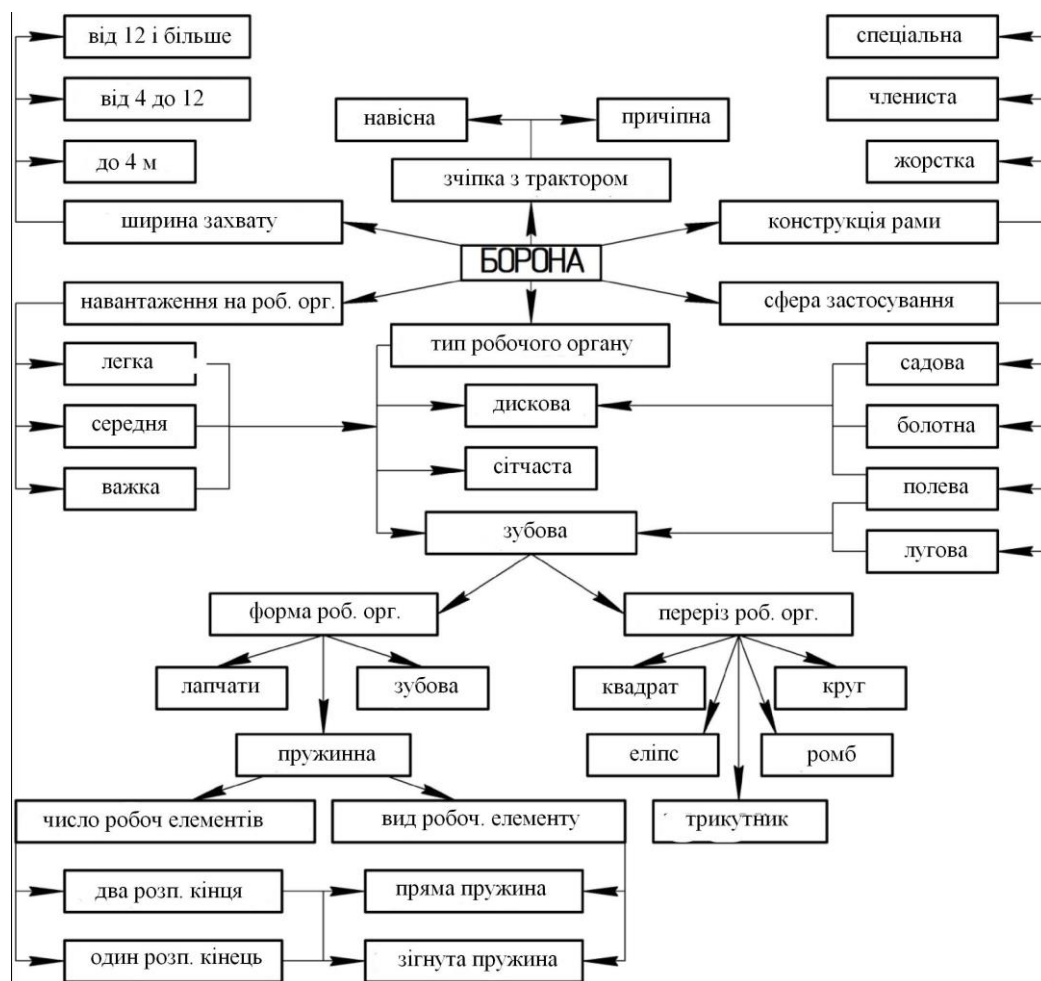 від 12 і більше
спеціальна
від 4 до 12
члениста
навісна
причіпна
до 4 м
жорстка
зчіпка з трактором
ширина захвату
конструкція рами
БОРОНА
навантаження на роб. орг.
сфера застосування
тип робочого органу
легка
садова
дискова
середня
болотна
сітчаста
важка
полева
зубова
лугова
форма роб. орг.
переріз роб. орг.
лапчати
зубова
квадрат
круг
пружинна
еліпс
ромб
число робоч елементів
вид робоч. елементу
трикутник
два розп. кінця
пряма пружина
один розп. кінець
зігнута пружина